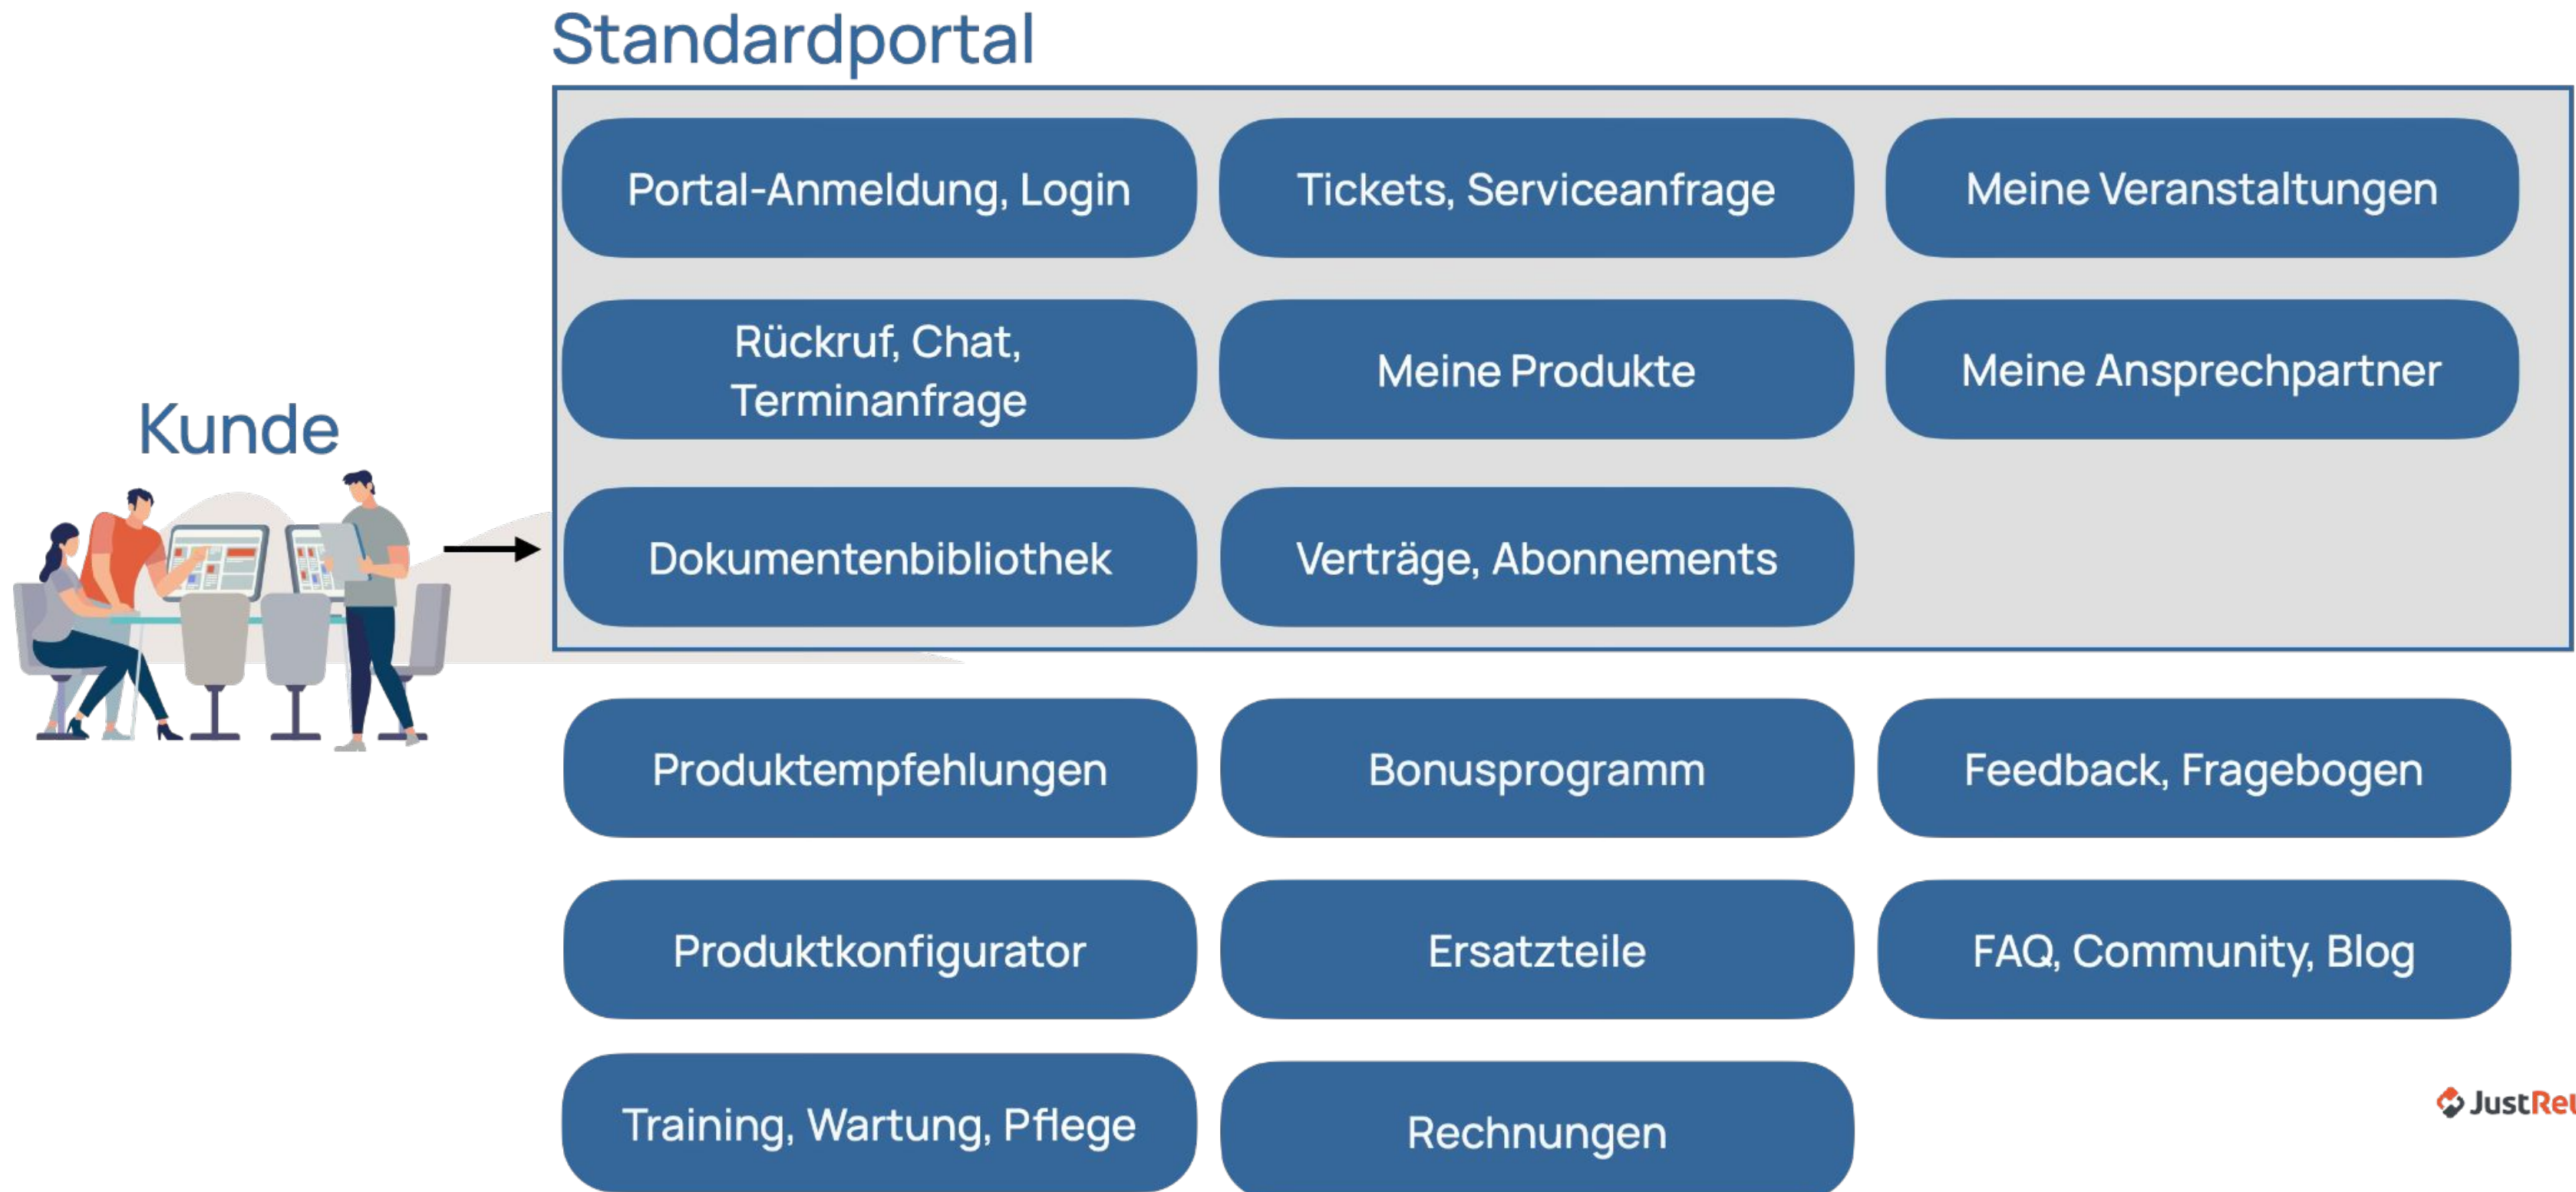 Standardportal
Portal-Anmeldung, Login
Tickets, Serviceanfrage
Meine Veranstaltungen
Rückruf, Chat,
Terminanfrage
Meine Produkte
Meine Ansprechpartner
Kunde
Dokumentenbibliothek
Verträge, Abonnements
Produktempfehlungen
Bonusprogramm
Feedback, Fragebogen
Produktkonfigurator
Ersatzteile
FAQ, Community, Blog
Training, Wartung, Pflege
Rechnungen